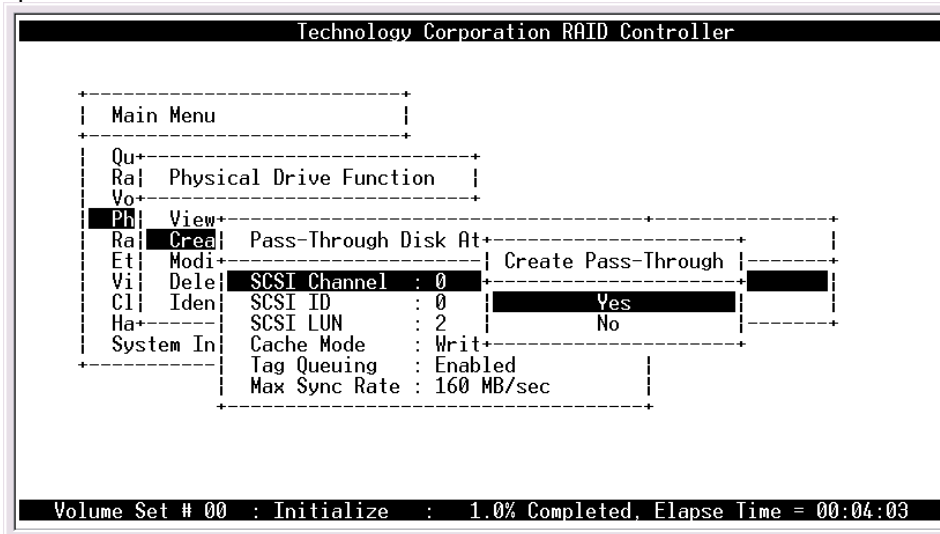 Technology Corporation RAID Controller
Main Menu
Qu
Ra Physical Drive Function
Vo
Ph View
Ra Crea Pass-Through Disk At
Et Modi Create Pass-Through
Vi Dele SCSI Channel : 0
Cl Iden SCSI ID : 0 Yes
Ha SCSI LUN : 2 No
System In Cache Mode : Writ
Tag Queuing : Enabled
Max Sync Rate : 160 MB/sec
Volume Set # 00 : Initialize : 1.0% Completed, Elapse Time = 00:04:03